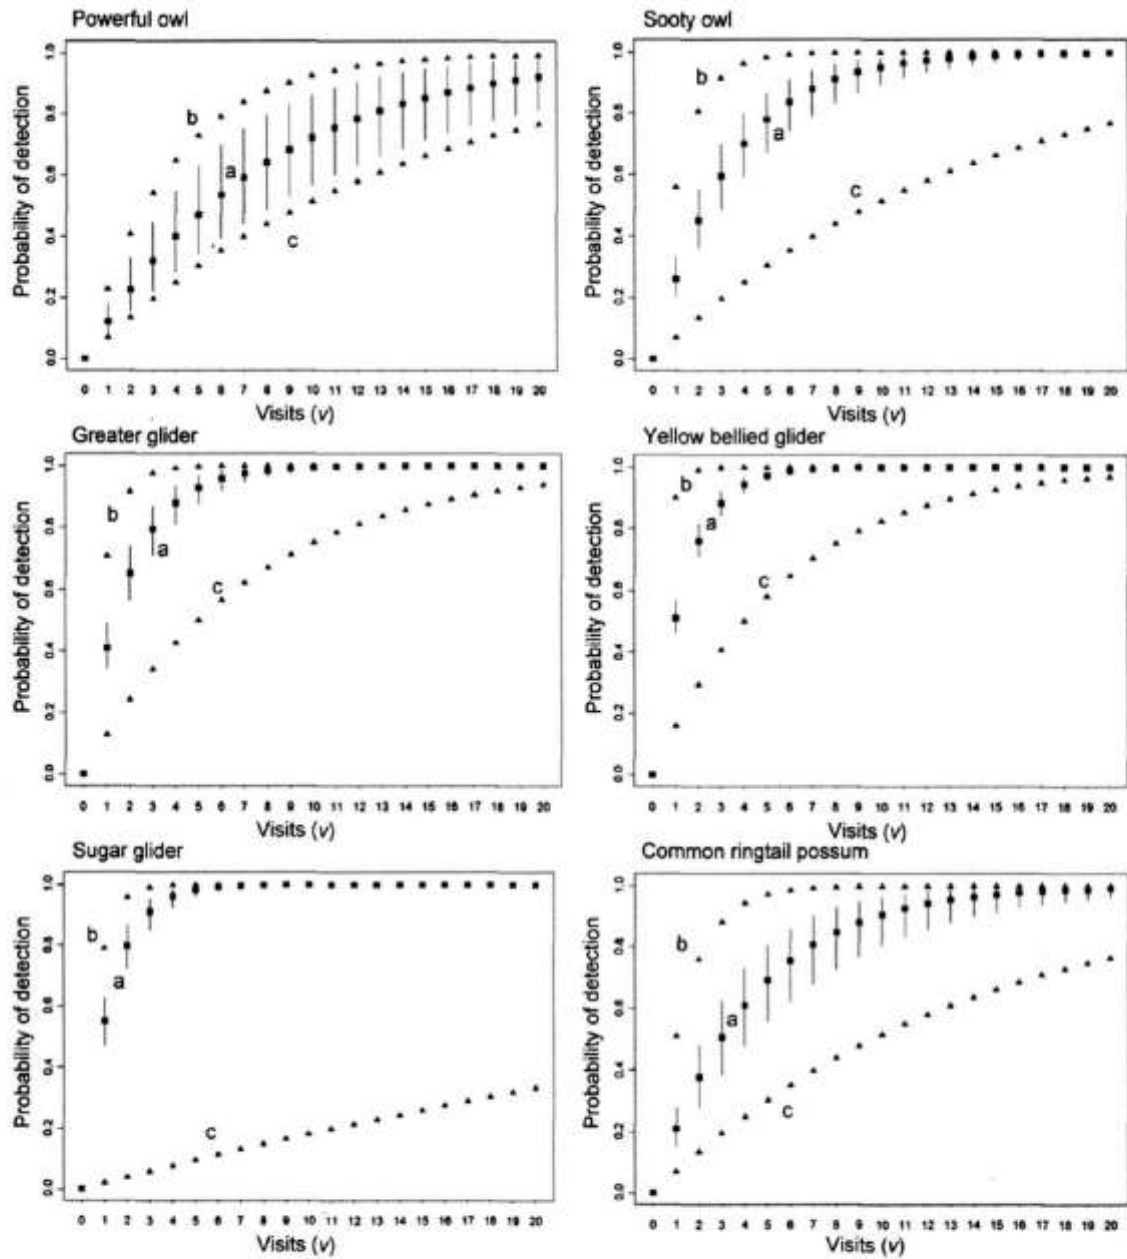 Powerful owl
Probability of detection
1.0
0.8
0.6
0.4
0.2
0.0
b
a
c
0 1 2 3 4 5 6 7 8 9 10 11 12 13 14 15 16 17 18 19 20
Visits (v)
Sooty owl
Probability of detection
1.0
0.8
0.6
0.4
0.2
0.0
b
a
c
0 1 2 3 4 5 6 7 8 9 10 11 12 13 14 15 16 17 18 19 20
Visits (v)
Greater glider
Probability of detection
1.0
0.8
0.6
0.4
0.2
0.0
b
a
c
0 1 2 3 4 5 6 7 8 9 10 11 12 13 14 15 16 17 18 19 20
Visits (v)
Yellow bellied glider
Probability of detection
1.0
0.8
0.6
0.4
0.2
0.0
b
a
c
0 1 2 3 4 5 6 7 8 9 10 11 12 13 14 15 16 17 18 19 20
Visits (v)
Sugar glider
Probability of detection
1.0
0.8
0.6
0.4
0.2
0.0
b
a
c
0 1 2 3 4 5 6 7 8 9 10 11 12 13 14 15 16 17 18 19 20
Visits (v)
Common ringtail possum
Probability of detection
1.0
0.8
0.6
0.4
0.2
0.0
b
a
c
0 1 2 3 4 5 6 7 8 9 10 11 12 13 14 15 16 17 18 19 20
Visits (v)